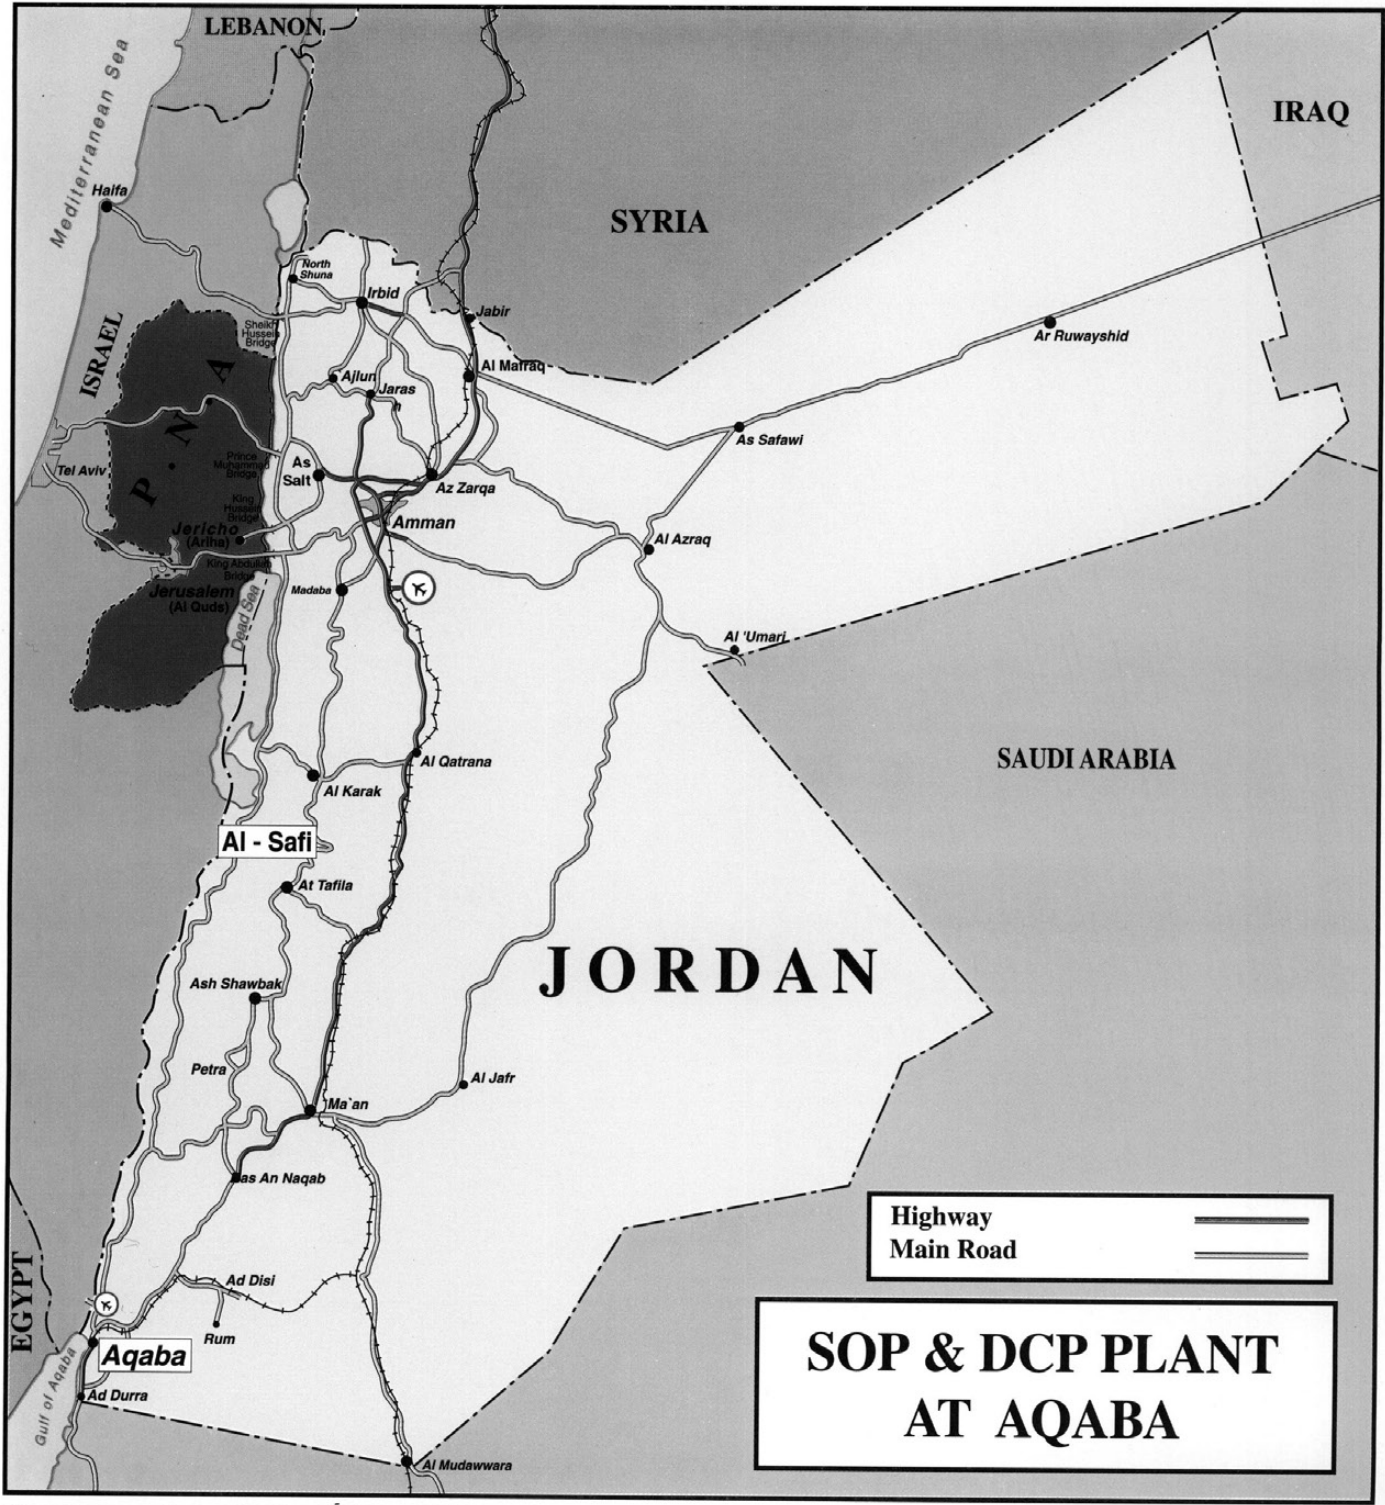 LEBANON
Mediterranean Sea
IRAQ
Haifa
SYRIA
North
Shuna
Irbid
Jabir
Sheikh
Hussein
Bridge
Ar Ruwayshid
ISRAEL
Al Mafraq
Ajlun
Jaras
h
P N A
As Safawi
Tel Aviv
Prince
Muhammad
Bridge
As
Salt
Az Zarqa
King
Hussein
Bridge
Amman
Jericho
(Ariha)
Al Azraq
King Abdullah
Bridge
Jerusalem
(Al Quds)
Madaba
Dead Sea
Al 'Umari
Al Qatrana
SAUDI ARABIA
Al Karak
Al - Safi
At Tafila
JORDAN
Ash Shawbak
Petra
Al Jafr
Ma`an
as An Naqab
Highway
Main Road
EGYPT
Ad Disi
Rum
Aqaba
Gulf of Aqaba
Ad Durra
SOP & DCP PLANT
AT AQABA
Al Mudawwara